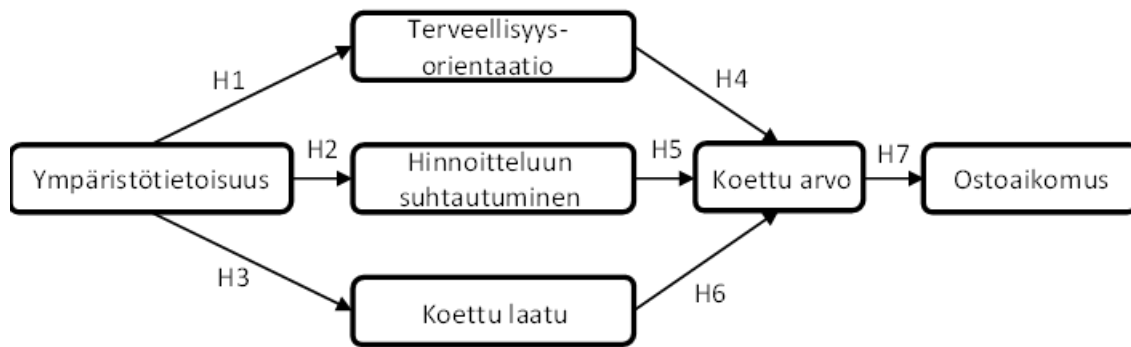 Terveellisyys-
orientaatio
H1
H4
Ympäristötietoisuus
H2
Hinnoitteluun
suhtautuminen
H5
Koettu arvo
H7
Ostoaikomus
H3
Koettu laatu
H6